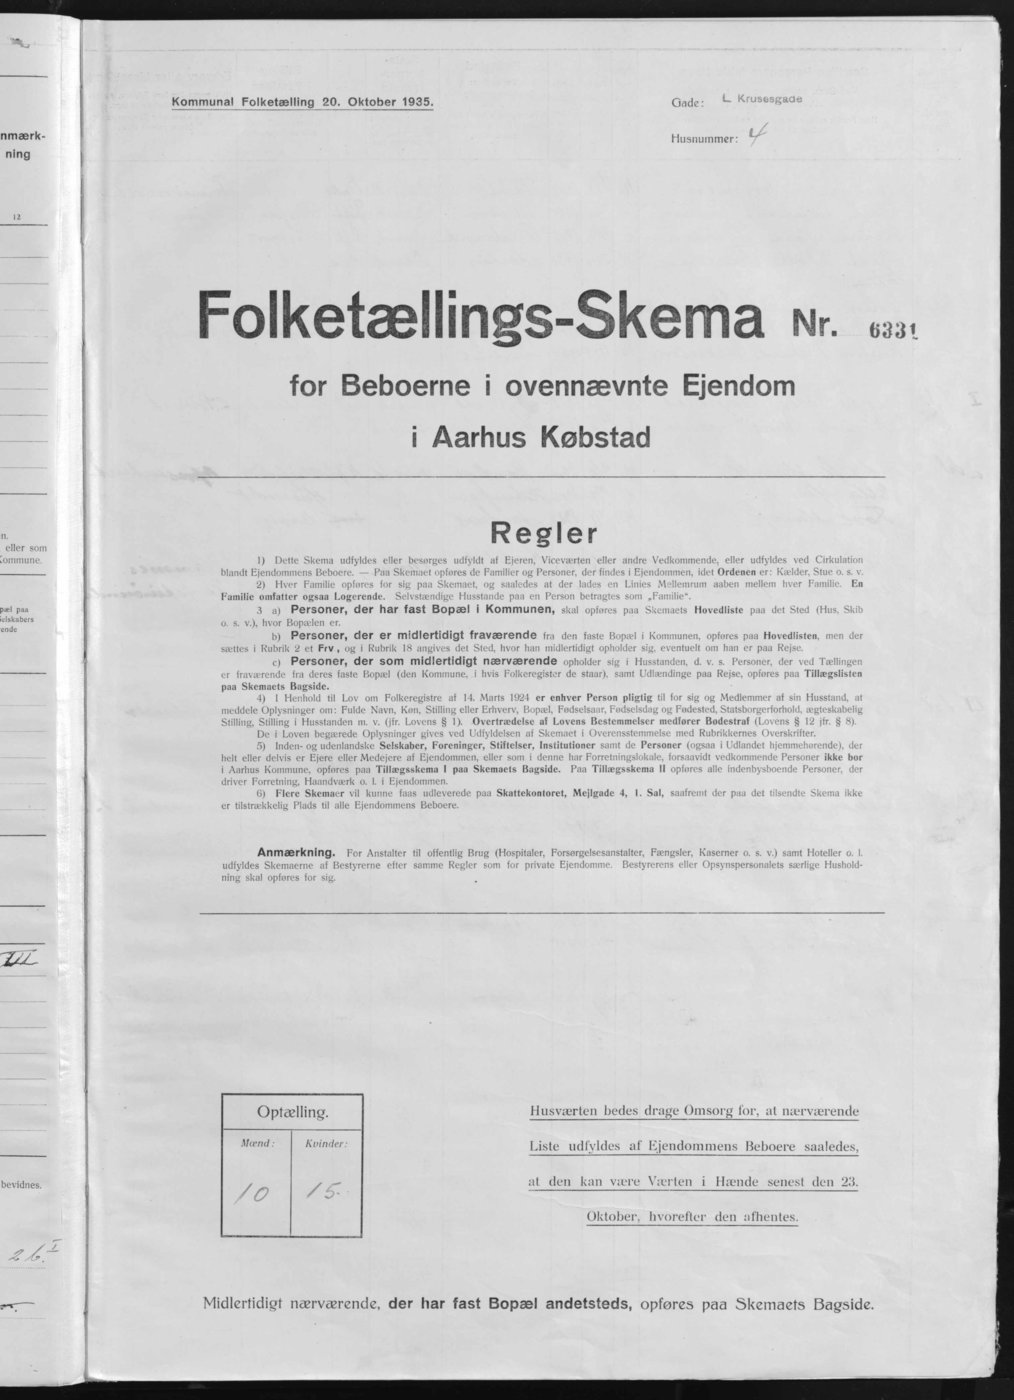 nmærk-
ning
12
n.
eller som
Kommune.
pæl paa
Selskabers
ende
III
bevidnes.
26. I
Kommunal Folketælling 20. Oktober 1935.
Gade: L Krusesgade
Husnummer: 4
Folketællings-Skema Nr. 6331
for Beboerne i ovennævnte Ejendom
i Aarhus Købstad
Regler
1) Dette Skema udfyldes eller besørges udfyldt af Ejeren, Viceværten eller andre Vedkommende, eller udfyldes ved Cirkulation
blandt Ejendommens Beboere. — Paa Skemaet opføres de Familier og Personer, der findes i Ejendommen, idet Ordenen er: Kælder, Stue o. s. v.
2) Hver Familie opføres for sig paa Skemaet, og saaledes at der lades en Linies Mellemrum aaben mellem hver Familie. En
Familie omfatter ogsaa Logerende. Selvstændige Husstande paa en Person betragtes som „Familie“.
3 a) Personer, der har fast Bopæl i Kommunen, skal opføres paa Skemaets Hovedliste paa det Sted (Hus, Skib
o. s. v.), hvor Bopælen er.
b) Personer, der er midlertidigt fraværende fra den faste Bopæl i Kommunen, opføres paa Hovedlisten, men der
sættes i Rubrik 2 et Frv., og i Rubrik 18 angives det Sted, hvor han midlertidigt opholder sig, eventuelt om han er paa Rejse.
c) Personer, der som midlertidigt nærværende opholder sig i Husstanden, d. v. s. Personer, der ved Tællingen
er fraværende fra deres faste Bopæl (den Kommune, i hvis Folkeregister de staar), samt Udlændinge paa Rejse, opføres paa Tillægslisten
paa Skemaets Bagside.
4) I Henhold til Lov om Folkeregistre af 14. Marts 1924 er enhver Person pligtig til for sig og Medlemmer af sin Husstand, at
meddele Oplysninger om: Fulde Navn, Køn, Stilling eller Erhverv, Bopæl, Fødselsaar, Fødselsdag og Fødested, Statsborgerforhold, ægteskabelig
Stilling, Stilling i Husstanden m. v. (jfr. Lovens § 1). Overtrædelse af Lovens Bestemmelser medfører Bødestraf (Lovens § 12 jfr. § 8).
De i Loven begærede Oplysninger gives ved Udfyldelsen af Skemaet i Overensstemmelse med Rubrikkernes Overskrifter.
5) Inden- og udenlandske Selskaber, Foreninger, Stiftelser, Institutioner samt de Personer (ogsaa i Udlandet hjemmehørende), der
helt eller delvis er Ejere eller Medejere af Ejendommen, eller som i denne har Forretningslokale, forsaavidt vedkommende Personer ikke bor
i Aarhus Kommune, opføres paa Tillægsskema I paa Skemaets Bagside. Paa Tillægsskema II opføres alle indenbysboende Personer, der
driver Forretning, Haandværk o. l. i Ejendommen.
6) Flere Skemaer vil kunne faas udleverede paa Skattekontoret, Mejlgade 4, 1. Sal, saafremt der paa det tilsendte Skema ikke
er tilstrækkelig Plads til alle Ejendommens Beboere.
Anmærkning. For Anstalter til offentlig Brug (Hospitaler, Forsørgelsesanstalter, Fængsler, Kaserner o. s. v.) samt Hoteller o. l.
udfyldes Skemaerne af Bestyrerne efter samme Regler som for private Ejendomme. Bestyrerens eller Opsynspersonalets særlige Hushold-
ning skal opføres for sig.
Optælling.
Mænd: Kvinder:
10 15.
Husværten bedes drage Omsorg for, at nærværende
Liste udfyldes af Ejendommens Beboere saaledes,
at den kan være Værten i Hænde senest den 23.
Oktober, hvorefter den afhentes.
Midlertidigt nærværende, der har fast Bopæl andetsteds, opføres paa Skemaets Bagside.